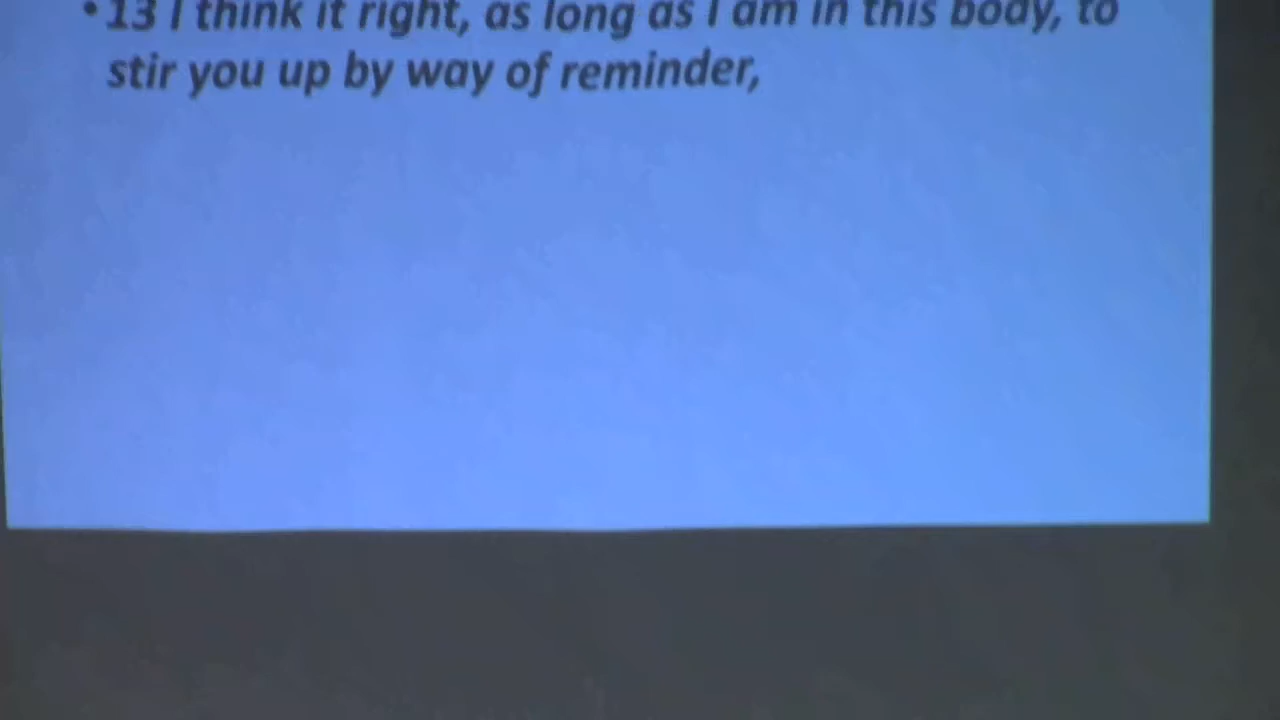 • 13 I think it right, as long as I am in this body, to
stir you up by way of reminder,